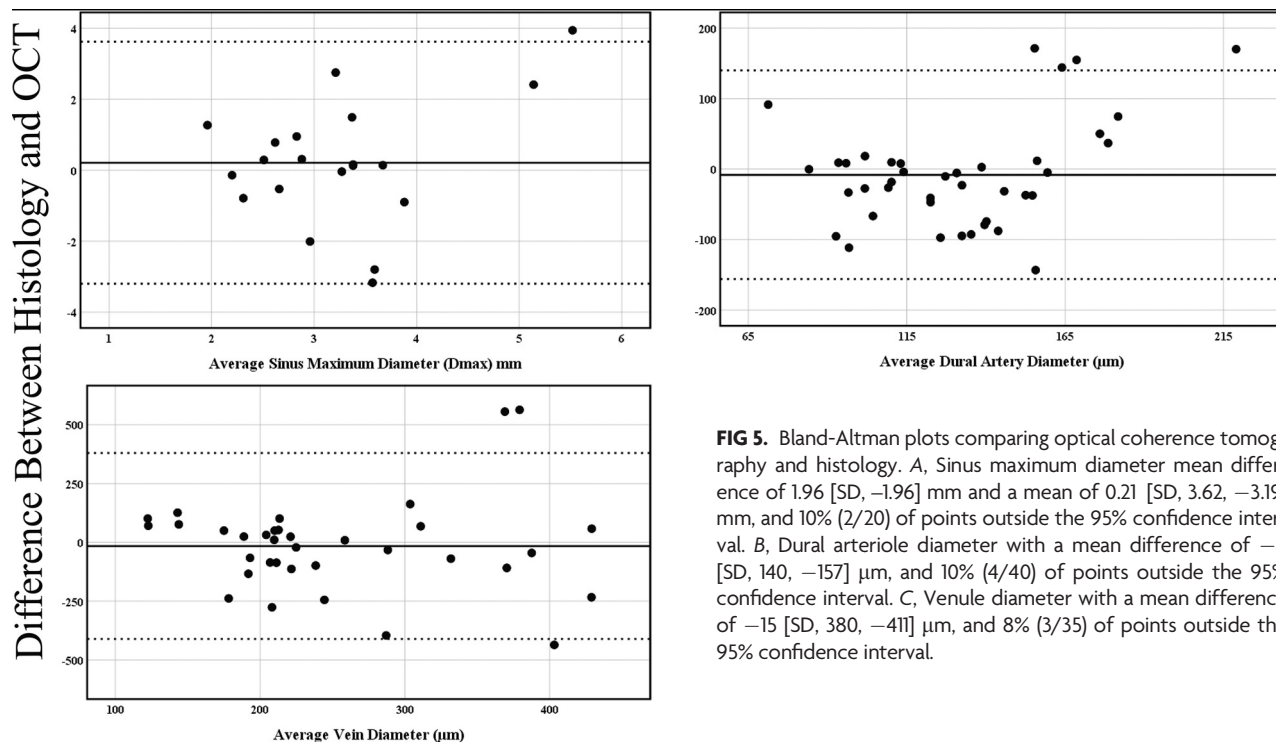 Difference Between Histology and OCT
4
2
0
-2
-4
1 2 3 4 5 6
Average Sinus Maximum Diameter (Dmax) mm
200
100
0
-100
-200
65 115 165 215
Average Dural Artery Diameter (µm)
500
250
0
-250
-500
100 200 300 400
Average Vein Diameter (µm)
FIG 5. Bland-Altman plots comparing optical coherence tomog-
raphy and histology. A, Sinus maximum diameter mean differ-
ence of 1.96 [SD, –1.96] mm and a mean of 0.21 [SD, 3.62, −3.19
mm, and 10% (2/20) of points outside the 95% confidence inter-
val. B, Dural arteriole diameter with a mean difference of −
[SD, 140, −157] µm, and 10% (4/40) of points outside the 95%
confidence interval. C, Venule diameter with a mean differenc
of −15 [SD, 380, −411] µm, and 8% (3/35) of points outside th
95% confidence interval.